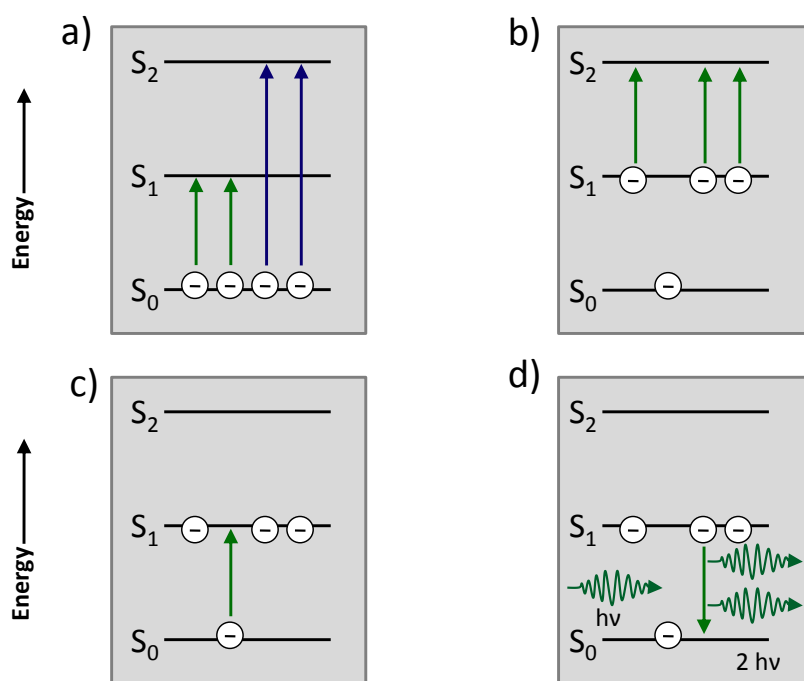 a)
S₂
S₁
S₀
Energy
b)
S₂
S₁
S₀
c)
S₂
S₁
S₀
Energy
d)
S₂
S₁
hν
S₀
2 hν